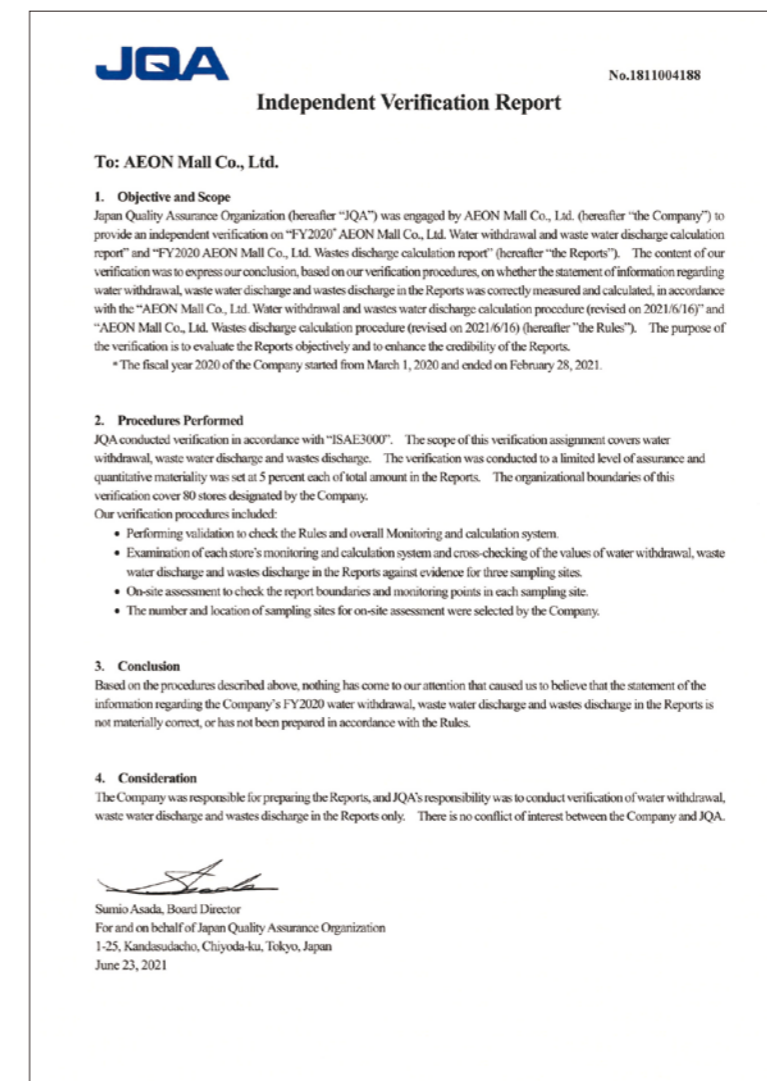 JQA
No.1811004188
Independent Verification Report
To: AEON Mall Co., Ltd.
1. Objective and Scope
Japan Quality Assurance Organization (hereafter “JQA”) was engaged by AEON Mall Co., Ltd. (hereafter “the Company”) to
provide an independent verification on “FY2020* AEON Mall Co., Ltd. Water withdrawal and waste water discharge calculation
report” and “FY2020 AEON Mall Co., Ltd. Wastes discharge calculation report” (hereafter “the Reports”). The content of our
verification was to express our conclusion, based on our verification procedures, on whether the statement of information regarding
water withdrawal, waste water discharge and wastes discharge in the Reports was correctly measured and calculated, in accordance
with the “AEON Mall Co., Ltd. Water withdrawal and wastes water discharge calculation procedure (revised on 2021/6/16)” and
“AEON Mall Co., Ltd. Wastes discharge calculation procedure (revised on 2021/6/16) (hereafter "the Rules”). The purpose of
the verification is to evaluate the Reports objectively and to enhance the credibility of the Reports.
* The fiscal year 2020 of the Company started from March 1, 2020 and ended on February 28, 2021.
2. Procedures Performed
JQA conducted verification in accordance with “ISAE3000”. The scope of this verification assignment covers water
withdrawal, waste water discharge and wastes discharge. The verification was conducted to a limited level of assurance and
quantitative materiality was set at 5 percent each of total amount in the Reports. The organizational boundaries of this
verification cover 80 stores designated by the Company.
Our verification procedures included:
• Performing validation to check the Rules and overall Monitoring and calculation system.
• Examination of each store’s monitoring and calculation system and cross-checking of the values of water withdrawal, waste
water discharge and wastes discharge in the Reports against evidence for three sampling sites.
• On-site assessment to check the report boundaries and monitoring points in each sampling site.
• The number and location of sampling sites for on-site assessment were selected by the Company.
3. Conclusion
Based on the procedures described above, nothing has come to our attention that caused us to believe that the statement of the
information regarding the Company’s FY2020 water withdrawal, waste water discharge and wastes discharge in the Reports is
not materially correct, or has not been prepared in accordance with the Rules.
4. Consideration
The Company was responsible for preparing the Reports, and JQA’s responsibility was to conduct verification of water withdrawal,
waste water discharge and wastes discharge in the Reports only. There is no conflict of interest between the Company and JQA.
Sumio Asada, Board Director
For and on behalf of Japan Quality Assurance Organization
1-25, Kandasudacho, Chiyoda-ku, Tokyo, Japan
June 23, 2021